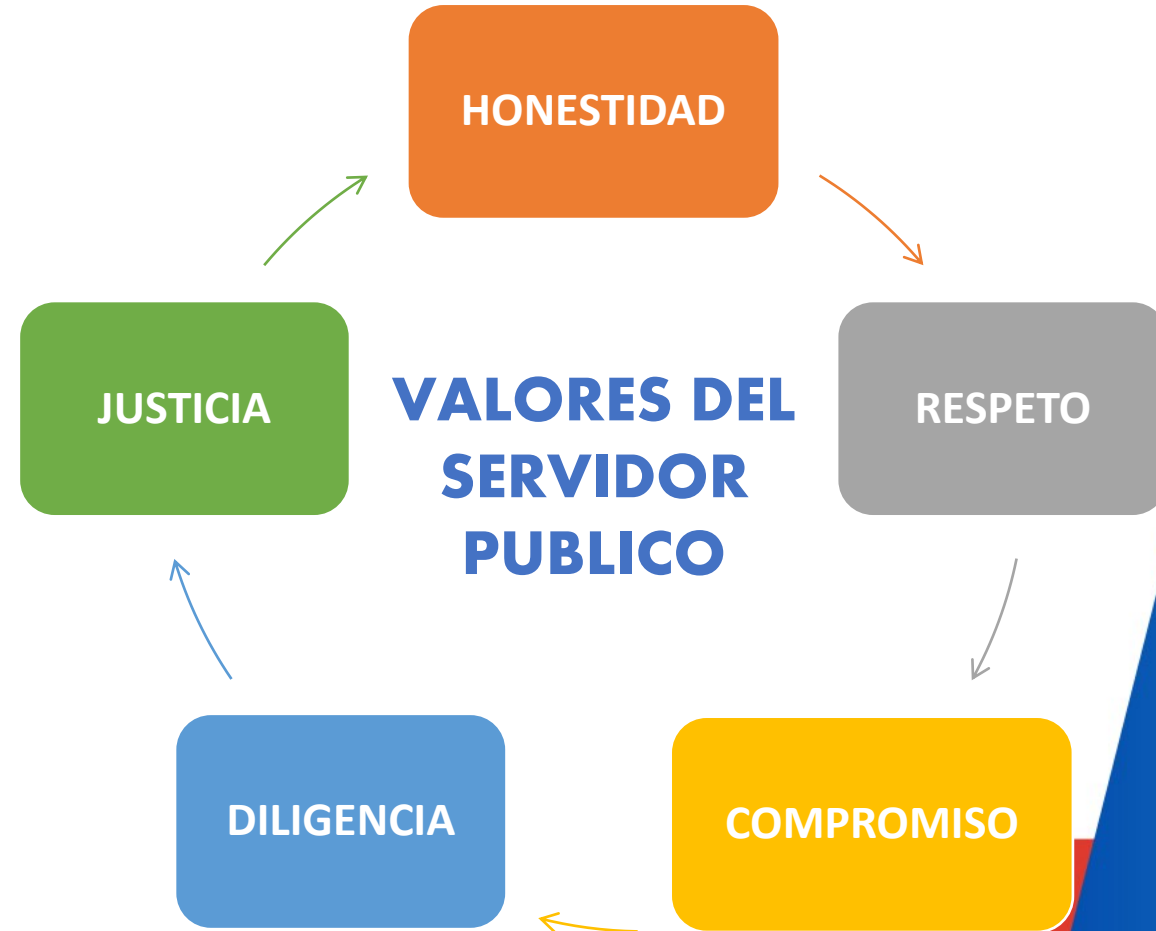 HONESTIDAD
JUSTICIA
VALORES DEL
SERVIDOR
PUBLICO
RESPETO
DILIGENCIA
COMPROMISO